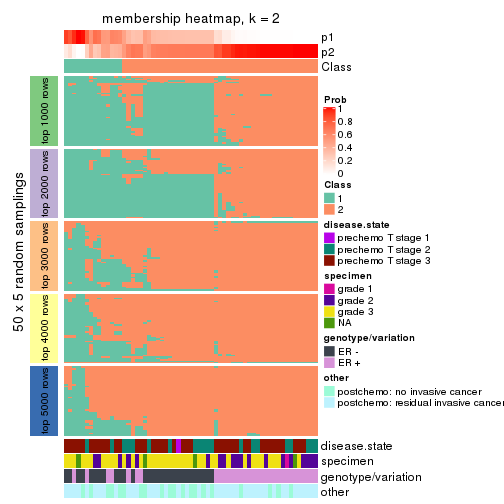 membership heatmap, k = 2
p1
p2
Class
50 x 5 random samplings
top 1000 rows
top 2000 rows
top 3000 rows
top 4000 rows
top 5000 rows
Prob
1
0.8
0.6
0.4
0.2
0
Class
1
2
disease.state
prechemo T stage 1
prechemo T stage 2
prechemo T stage 3
specimen
grade 1
grade 2
grade 3
NA
genotype/variation
ER -
ER +
other
postchemo: no invasive cancer
postchemo: residual invasive cancer
disease.state
specimen
genotype/variation
other